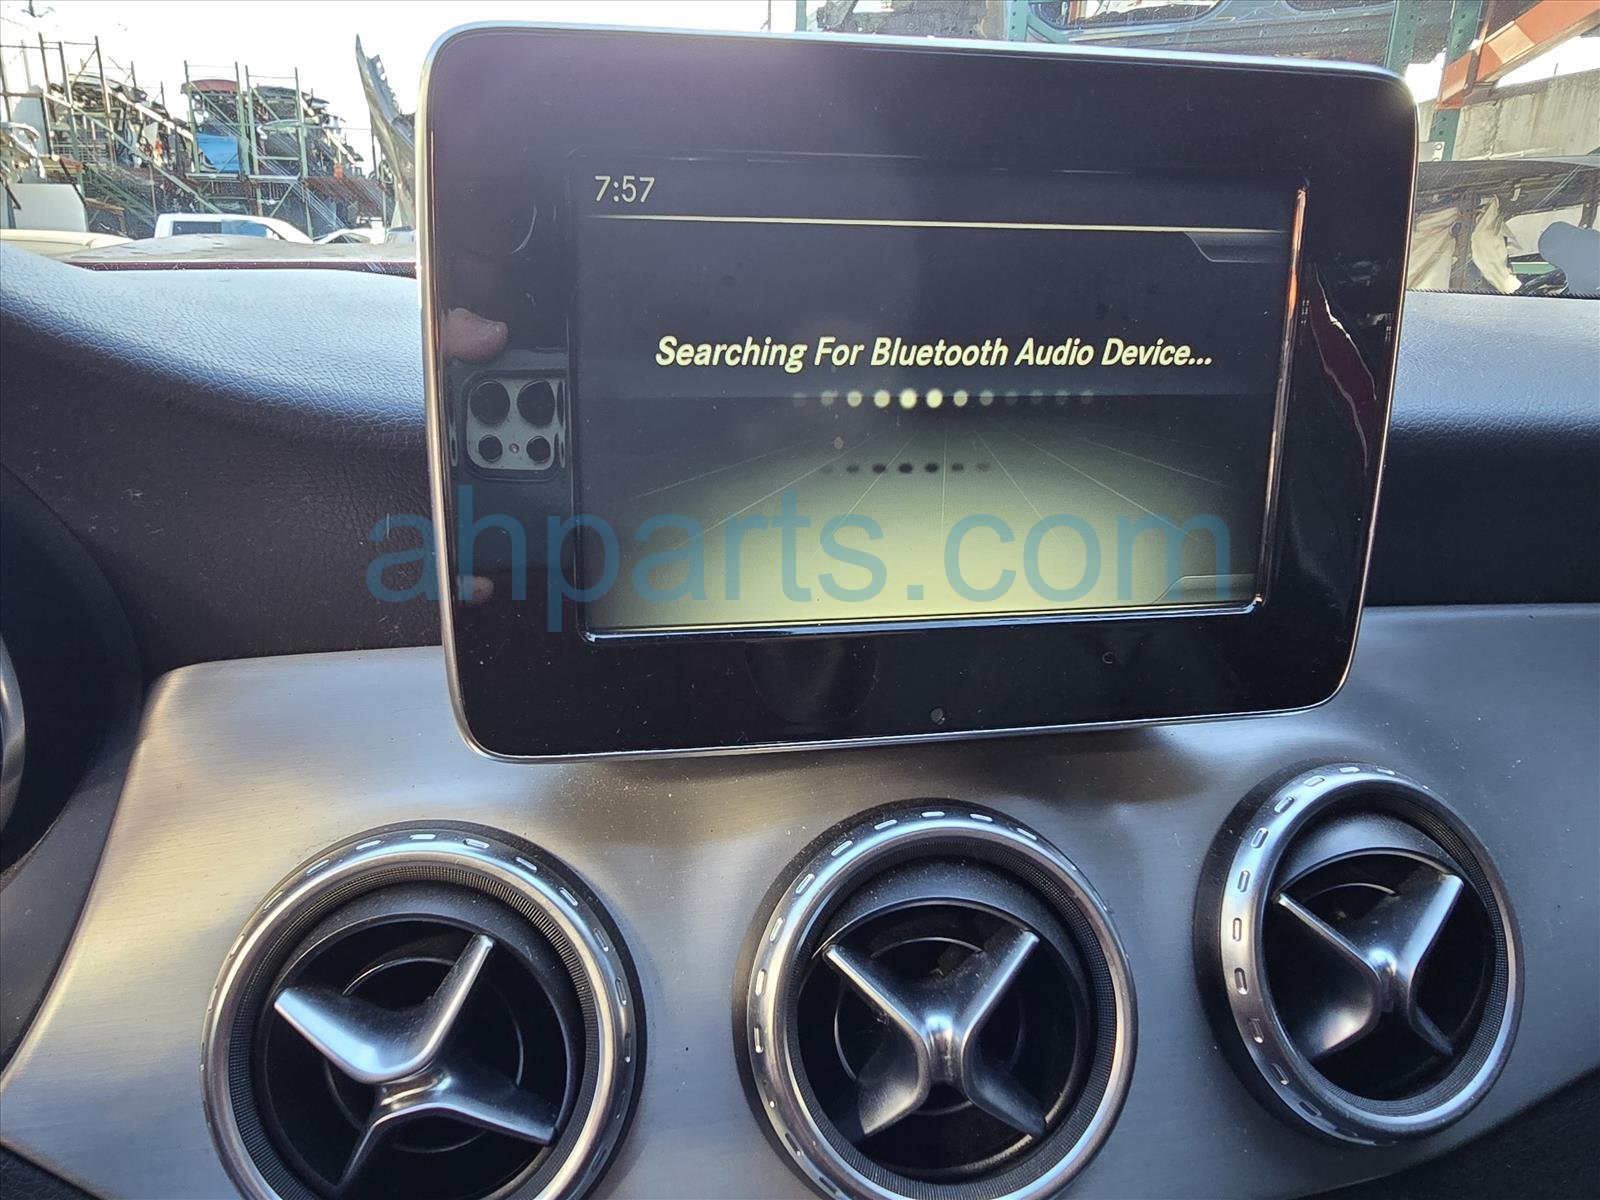 7:57
Searching For Bluetooth Audio Device...
ahparts.com